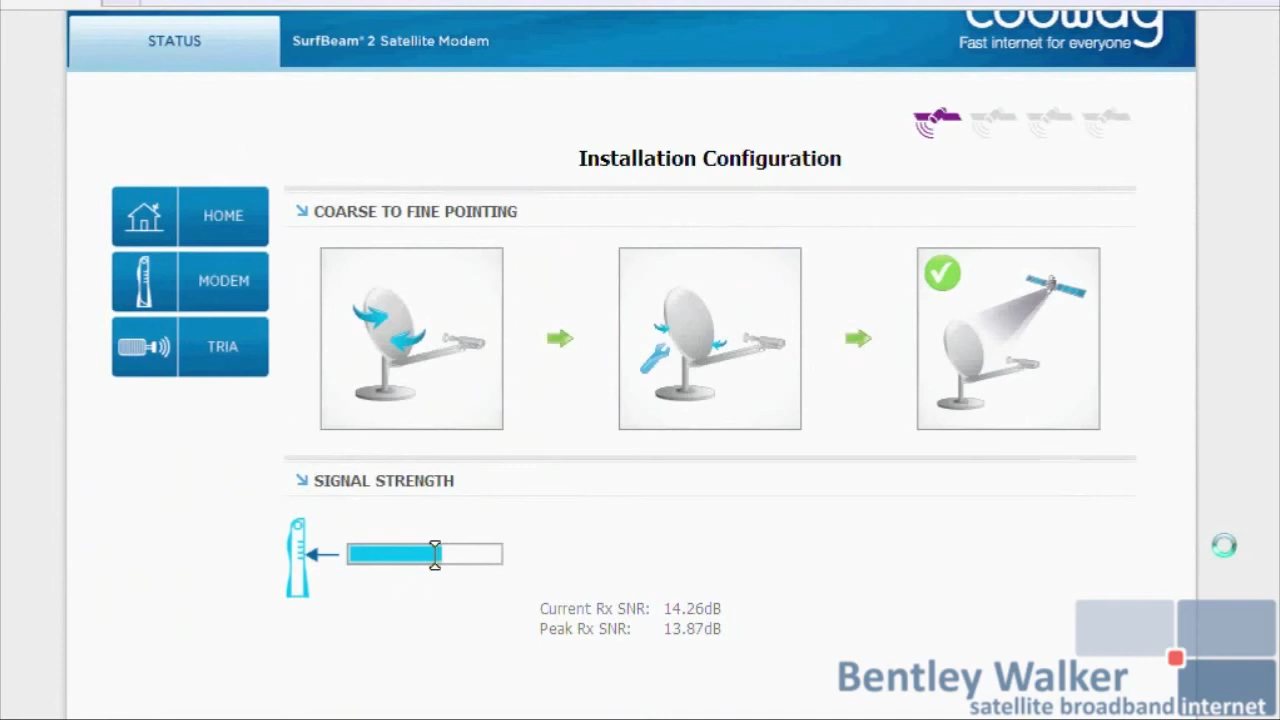 STATUS
SurfBeam® 2 Satellite Modem
tooway
Fast internet for everyone
Installation Configuration
HOME
MODEM
TRIA
COARSE TO FINE POINTING
SIGNAL STRENGTH
Current Rx SNR: 14.26dB
Peak Rx SNR: 13.87dB
Bentley Walker
satellite broadband internet